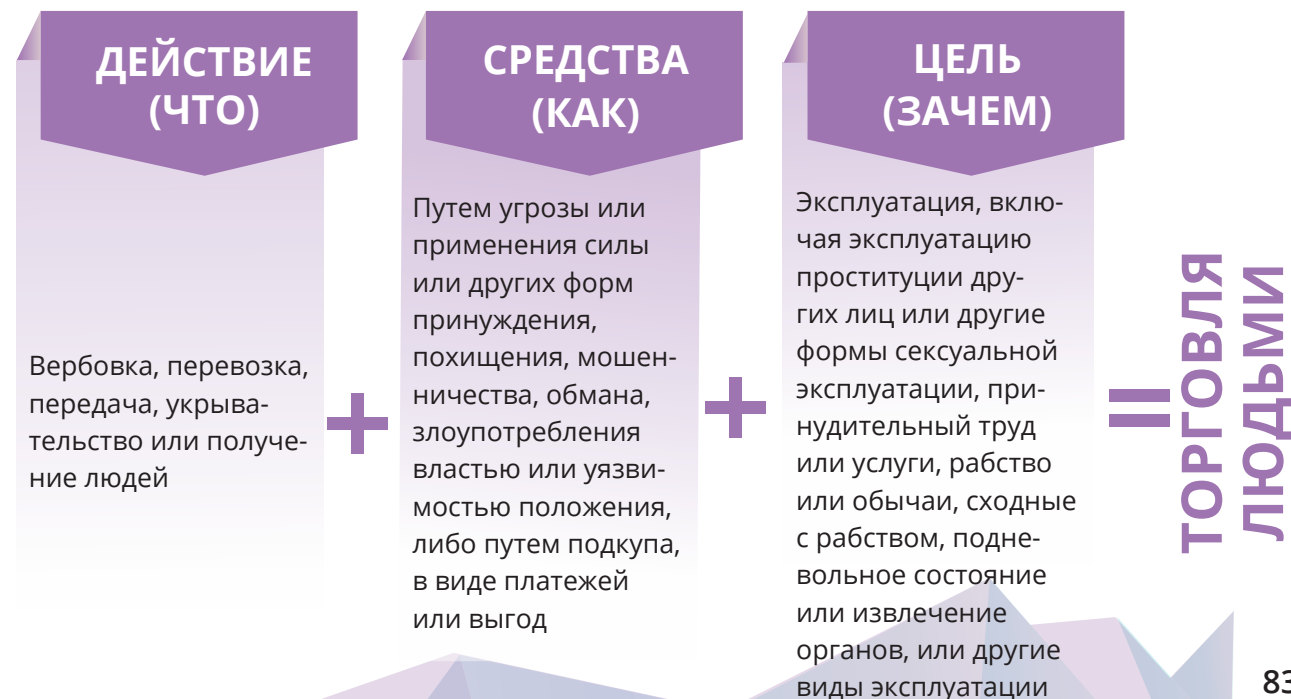 ДЕЙСТВИЕ
(ЧТО)
Вербовка, перевозка,
передача, укрыва-
тельство или получе-
ние людей
+
СРЕДСТВА
(КАК)
Путем угрозы или
применения силы
или других форм
принуждения,
похищения, мошен-
ничества, обмана,
злоупотребления
властью или уязви-
мостью положения,
либо путем подкупа,
в виде платежей
или выгод
+
ЦЕЛЬ
(ЗАЧЕМ)
Эксплуатация, вклю-
чая эксплуатацию
проституции дру-
гих лиц или другие
формы сексуальной
эксплуатации, при-
нудительный труд
или услуги, рабство
или обычаи, сходные
с рабством, подне-
вольное состояние
или извлечение
органов, или другие
виды эксплуатации
=
ТОРГОВЛЯ
ЛЮДЬМИ
83